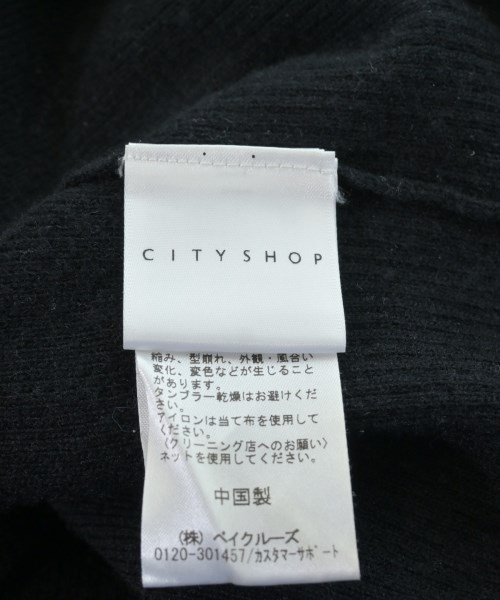 CITYSHOP
縮み、型崩れ、外観・風合い
変化、変色などが生じること
があります。
タンブラー乾燥はお避けくだ
さい。
アイロンは当て布を使用して
ください。
〈クリーニング店へのお願い〉
ネットを使用してください。
中国製
(株) ベイクルーズ
0120-301457/カスタマーサポート